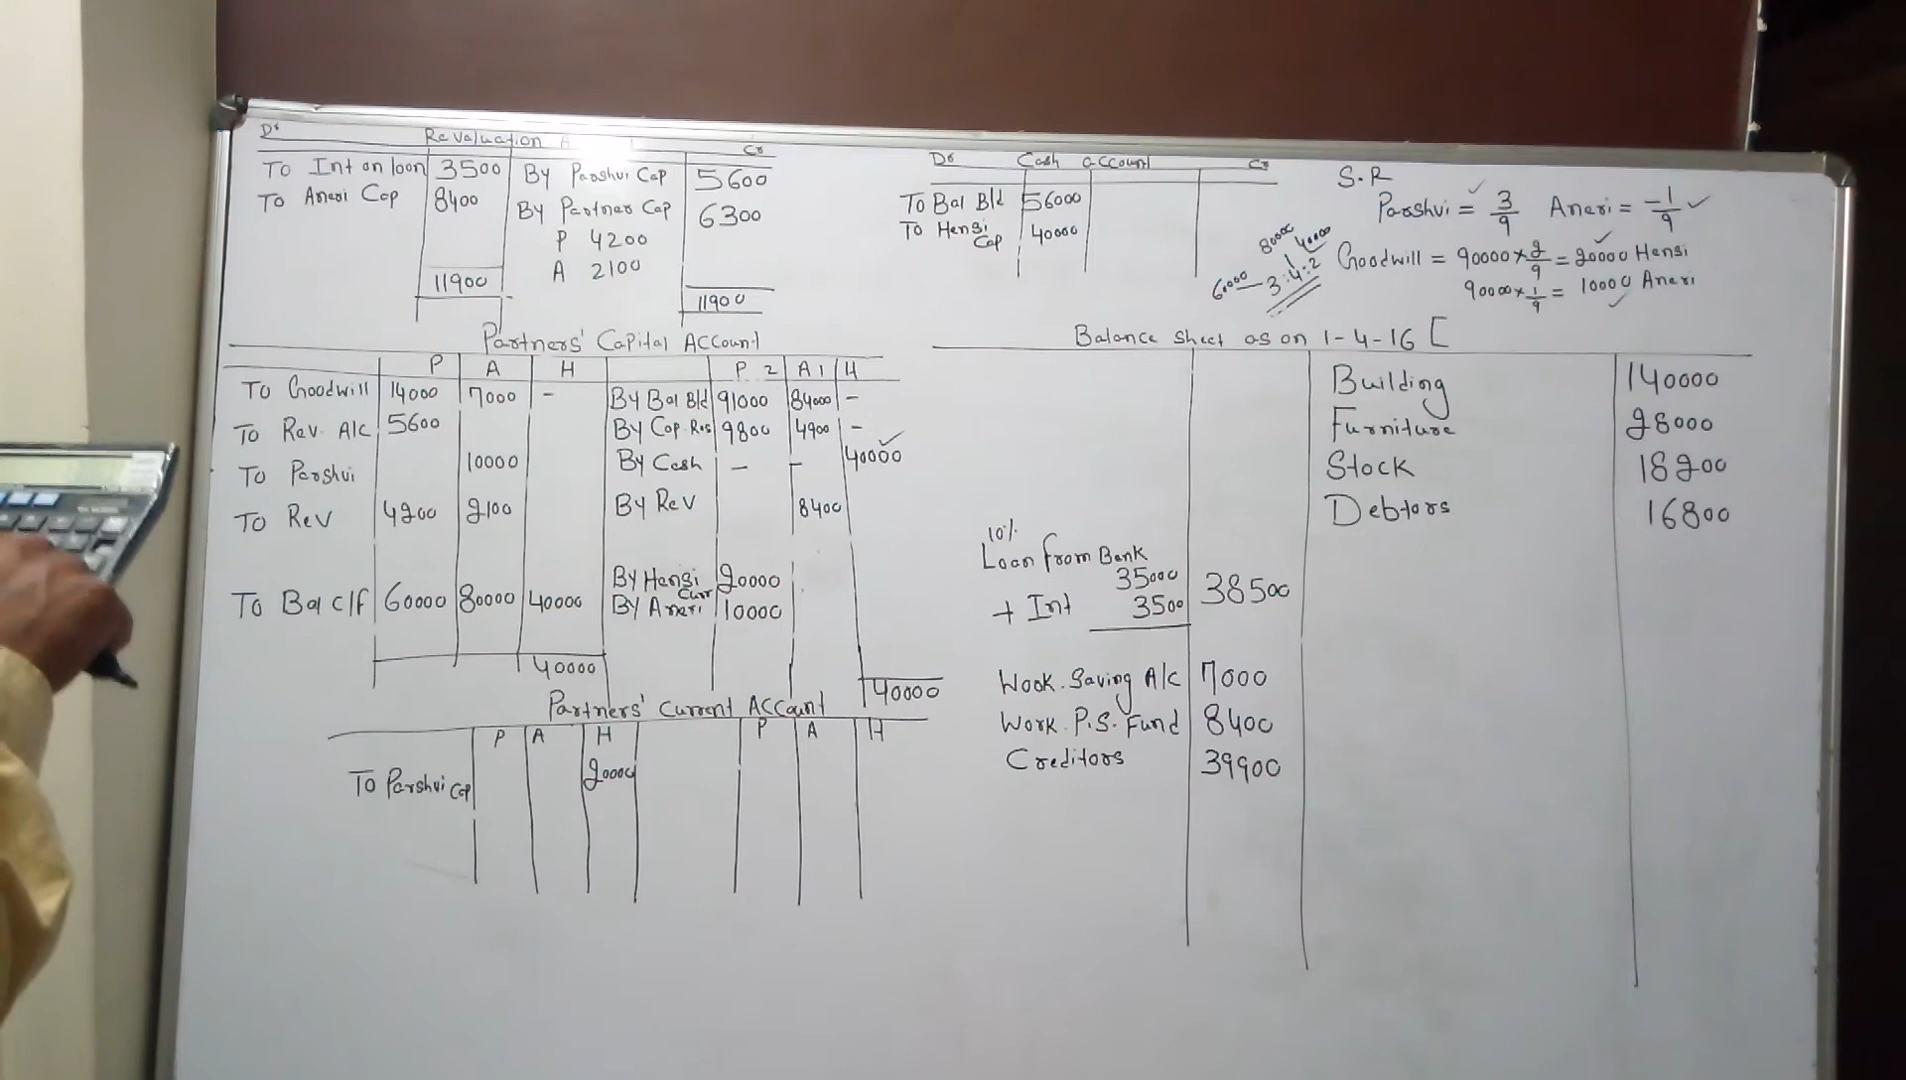 Dr Revaluation A Cr
To Int on loan 3500 By Parshvi Cap 5600
To Aneri Cap 8400 By Partner Cap 6300
P 4200
A 2100
11900 11900
Partners' Capital Account
P A H P 2 A 1 H
To Goodwill 14000 7000 - By Bal Bld 91000 84000 -
To Rev. A/c 5600 By Cap. Res 9800 4900 -
To Parshvi 10000 By Cash - - 40000
To Rev 4200 2100 By Rev 8400
By Hensi Curr 20000
To Bal c/f 60000 80000 40000 By Aneri 10000
40000 40000
Partners' Current Account
P A H P A H
To Parshvi Cap 20000
Dr Cash account Cr
To Bal Bld 56000
To Hensi Cap 40000
S.R
Parshvi = 3/9 Aneri = -1/9
80000 40000
60000 - 3:4:2
Goodwill = 90000 x 2/9 = 20000 Hensi
90000 x 1/9 = 10000 Aneri
Balance sheet as on 1-4-16 [
Building 140000
Furniture 28000
Stock 18200
Debtors 16800
10%
Loan from Bank
35000
+ Int 3500 38500
Work. Saving A/c 7000
Work. P.S. Fund 8400
Creditors 39900